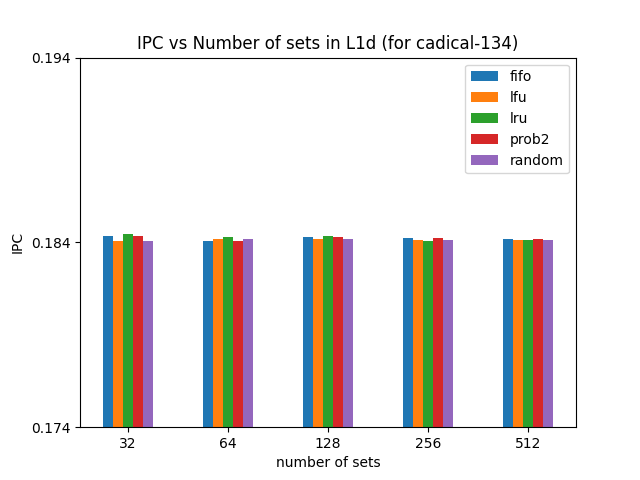 IPC vs Number of sets in L1d (for cadical-134)
0.194
fifo
lfu
lru
prob2
random
IPC
0.184
0.174
32 64 128 256 512
number of sets